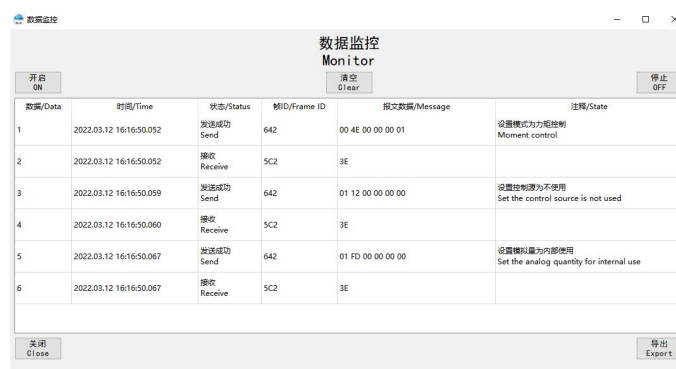 数据监控
数据监控
Monitor
开启
ON
清空
Clear
停止
OFF
数据/Data 时间/Time 状态/Status 帧ID/Frame ID 报文数据/Message 注释/State
1 2022.03.12 16:16:50.052 发送成功 Send 642 00 4E 00 00 00 01 设置模式为力矩控制 Moment control
2 2022.03.12 16:16:50.052 接收 Receive 5C2 3E
3 2022.03.12 16:16:50.059 发送成功 Send 642 01 12 00 00 00 00 设置控制源为不使用 Set the control source is not used
4 2022.03.12 16:16:50.060 接收 Receive 5C2 3E
5 2022.03.12 16:16:50.067 发送成功 Send 642 01 FD 00 00 00 00 设置模拟量为内部使用 Set the analog quantity for internal use
6 2022.03.12 16:16:50.067 接收 Receive 5C2 3E
关闭
Close
导出
Export